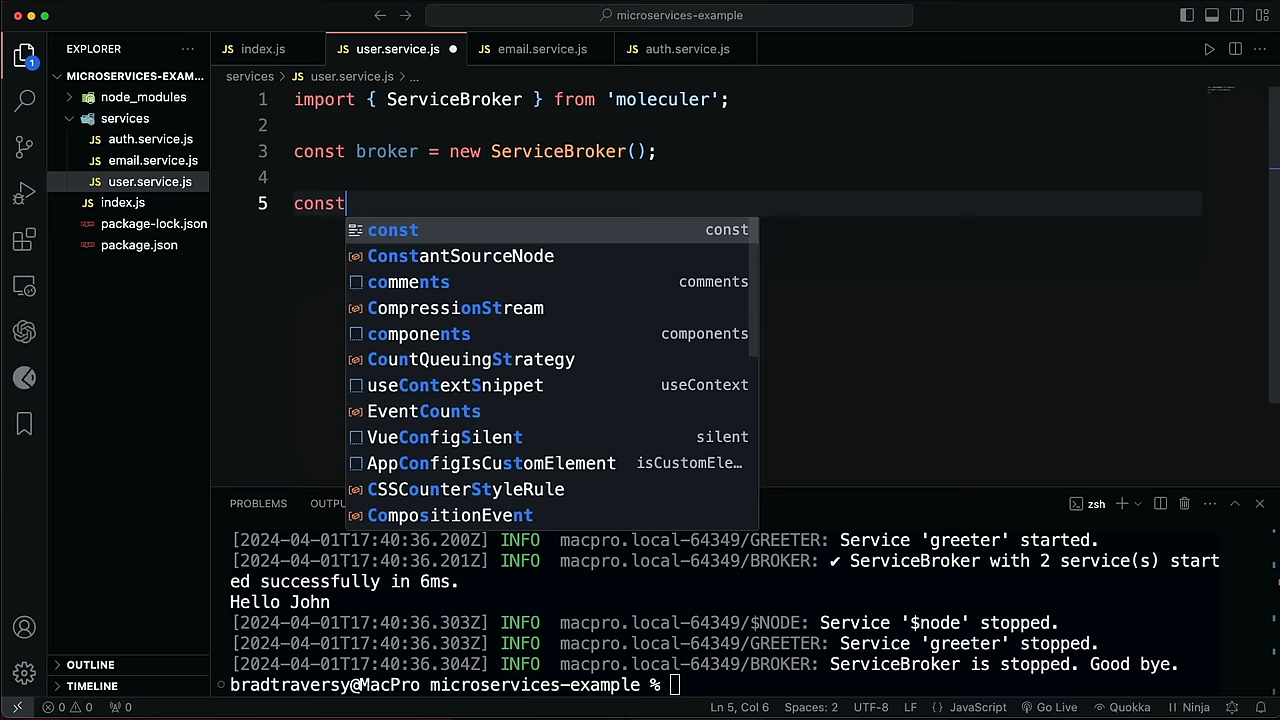 microservices-example
EXPLORER
index.js
user.service.js
email.service.js
auth.service.js
MICROSERVICES-EXAM...
services > user.service.js > ...
node_modules
services
auth.service.js
email.service.js
user.service.js
index.js
package-lock.json
package.json
1 import { ServiceBroker } from 'moleculer';
2
3 const broker = new ServiceBroker();
4
5 const
const const
ConstantSourceNode
comments comments
CompressionStream
components components
CountQueuingStrategy
useContextSnippet useContext
EventCounts
VueConfigSilent silent
AppConfigIsCustomElement isCustomEle...
CSSCounterStyleRule
CompositionEvent
PROBLEMS OUTPU zsh
[2024-04-01T17:40:36.200Z] INFO macpro.local-64349/GREETER: Service 'greeter' started.
[2024-04-01T17:40:36.201Z] INFO macpro.local-64349/BROKER: ✔ ServiceBroker with 2 service(s) start
ed successfully in 6ms.
Hello John
[2024-04-01T17:40:36.303Z] INFO macpro.local-64349/$NODE: Service '$node' stopped.
[2024-04-01T17:40:36.303Z] INFO macpro.local-64349/GREETER: Service 'greeter' stopped.
[2024-04-01T17:40:36.304Z] INFO macpro.local-64349/BROKER: ServiceBroker is stopped. Good bye.
bradtraversy@MacPro microservices-example %
OUTLINE
TIMELINE
0 0 0 Ln 5, Col 6 Spaces: 2 UTF-8 LF {} JavaScript Go Live Quokka Ninja